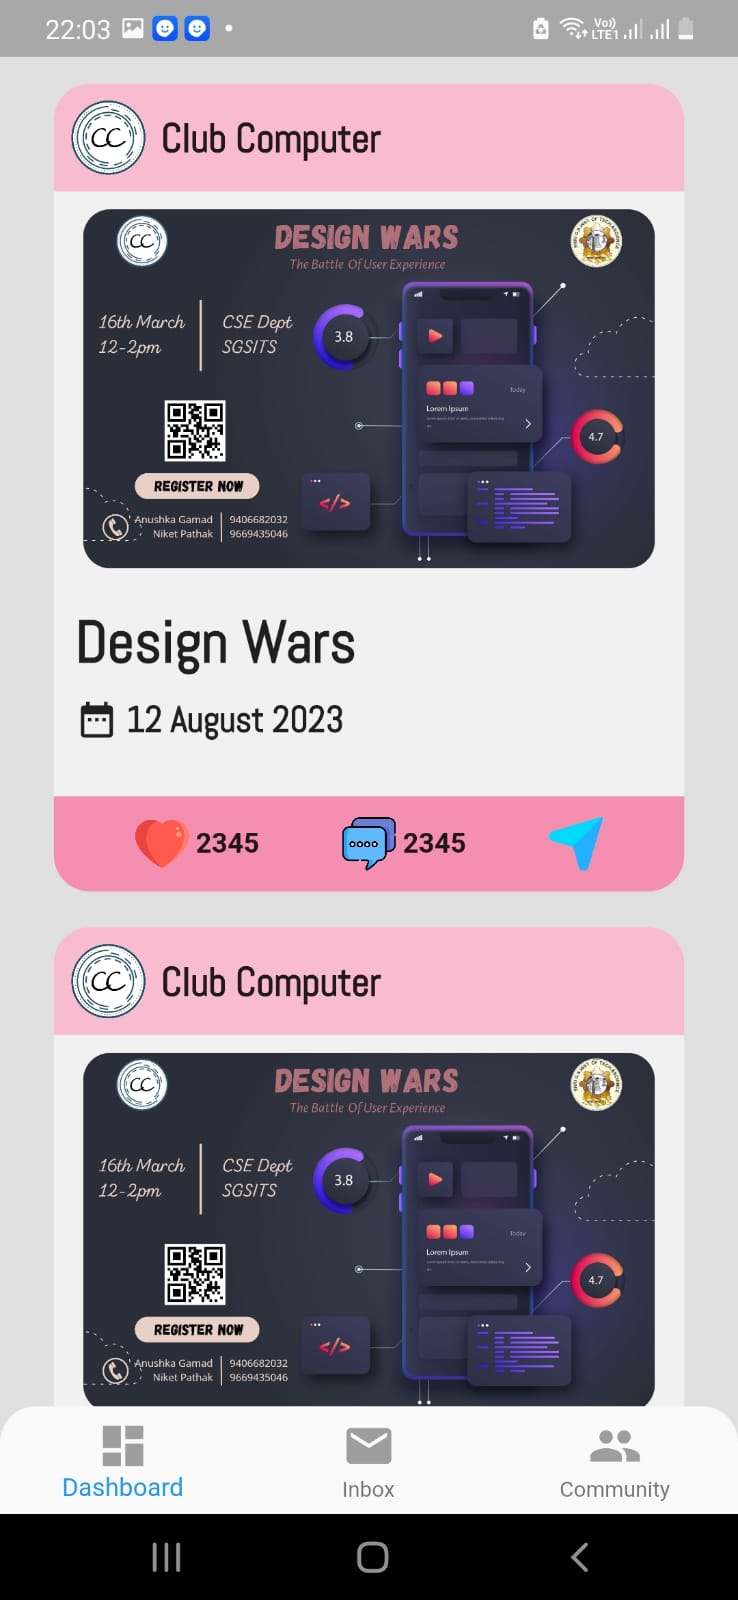 22:03
Vo)) LTE1
CC Club Computer
CC
DESIGN WARS
The Battle Of User Experience
16th March
12-2pm
CSE Dept
SGSITS
3.8
Today
Lorem Ipsum
4.7
</>
REGISTER NOW
Anushka Gamad 9406682032
Niket Pathak 9669435046
Design Wars
12 August 2023
2345 2345
CC Club Computer
CC
DESIGN WARS
The Battle Of User Experience
16th March
12-2pm
CSE Dept
SGSITS
3.8
Today
Lorem Ipsum
4.7
</>
REGISTER NOW
Anushka Gamad 9406682032
Niket Pathak 9669435046
Dashboard Inbox Community